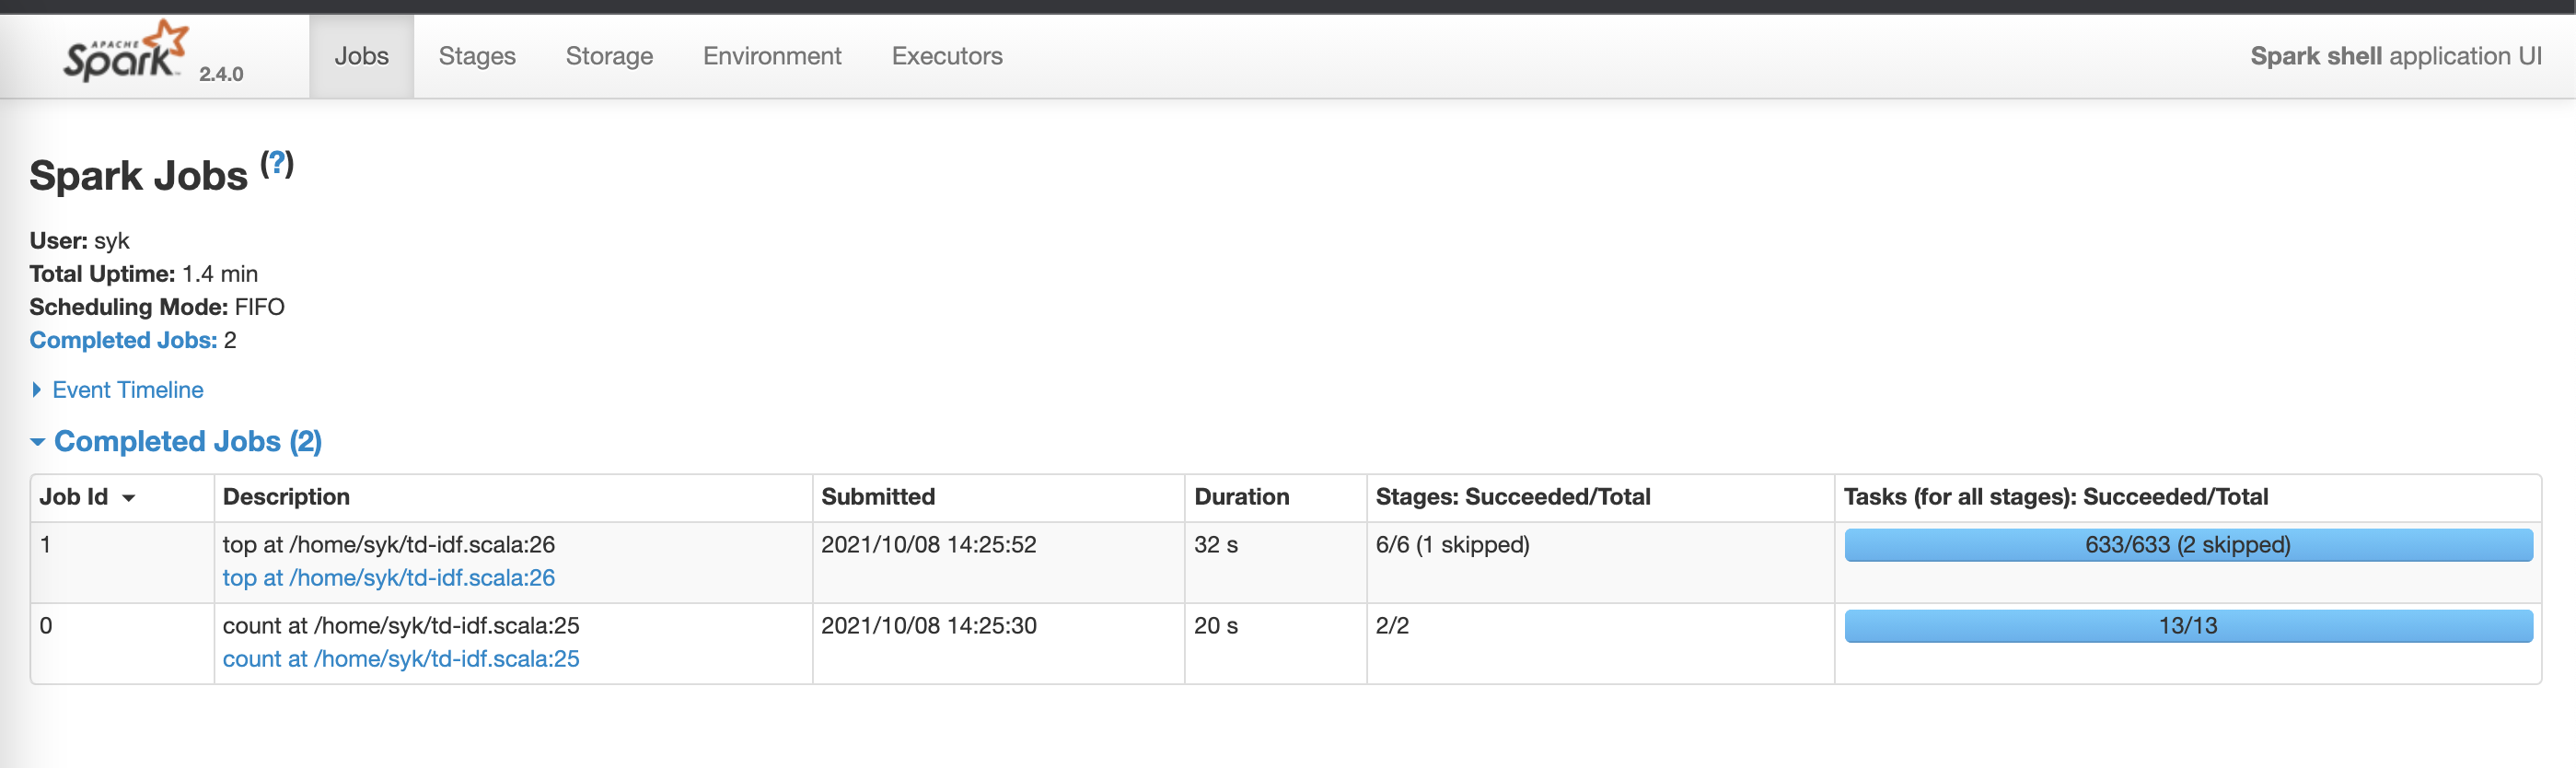 APACHE
Spark 2.4.0 Jobs Stages Storage Environment Executors Spark shell application UI
Spark Jobs (?)
User: syk
Total Uptime: 1.4 min
Scheduling Mode: FIFO
Completed Jobs: 2
Event Timeline
Completed Jobs (2)
Job Id Description Submitted Duration Stages: Succeeded/Total Tasks (for all stages): Succeeded/Total
1 top at /home/syk/td-idf.scala:26 2021/10/08 14:25:52 32 s 6/6 (1 skipped) 633/633 (2 skipped)
top at /home/syk/td-idf.scala:26
0 count at /home/syk/td-idf.scala:25 2021/10/08 14:25:30 20 s 2/2 13/13
count at /home/syk/td-idf.scala:25